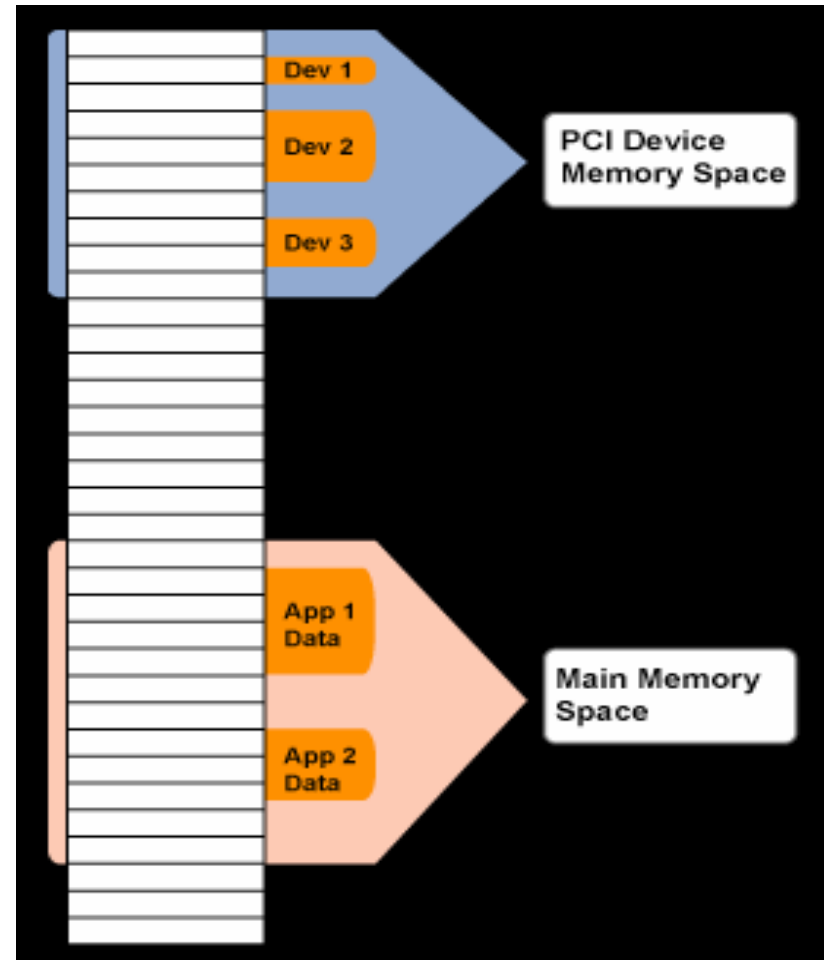 Dev 1
Dev 2
Dev 3
PCI Device
Memory Space
App 1
Data
App 2
Data
Main Memory
Space